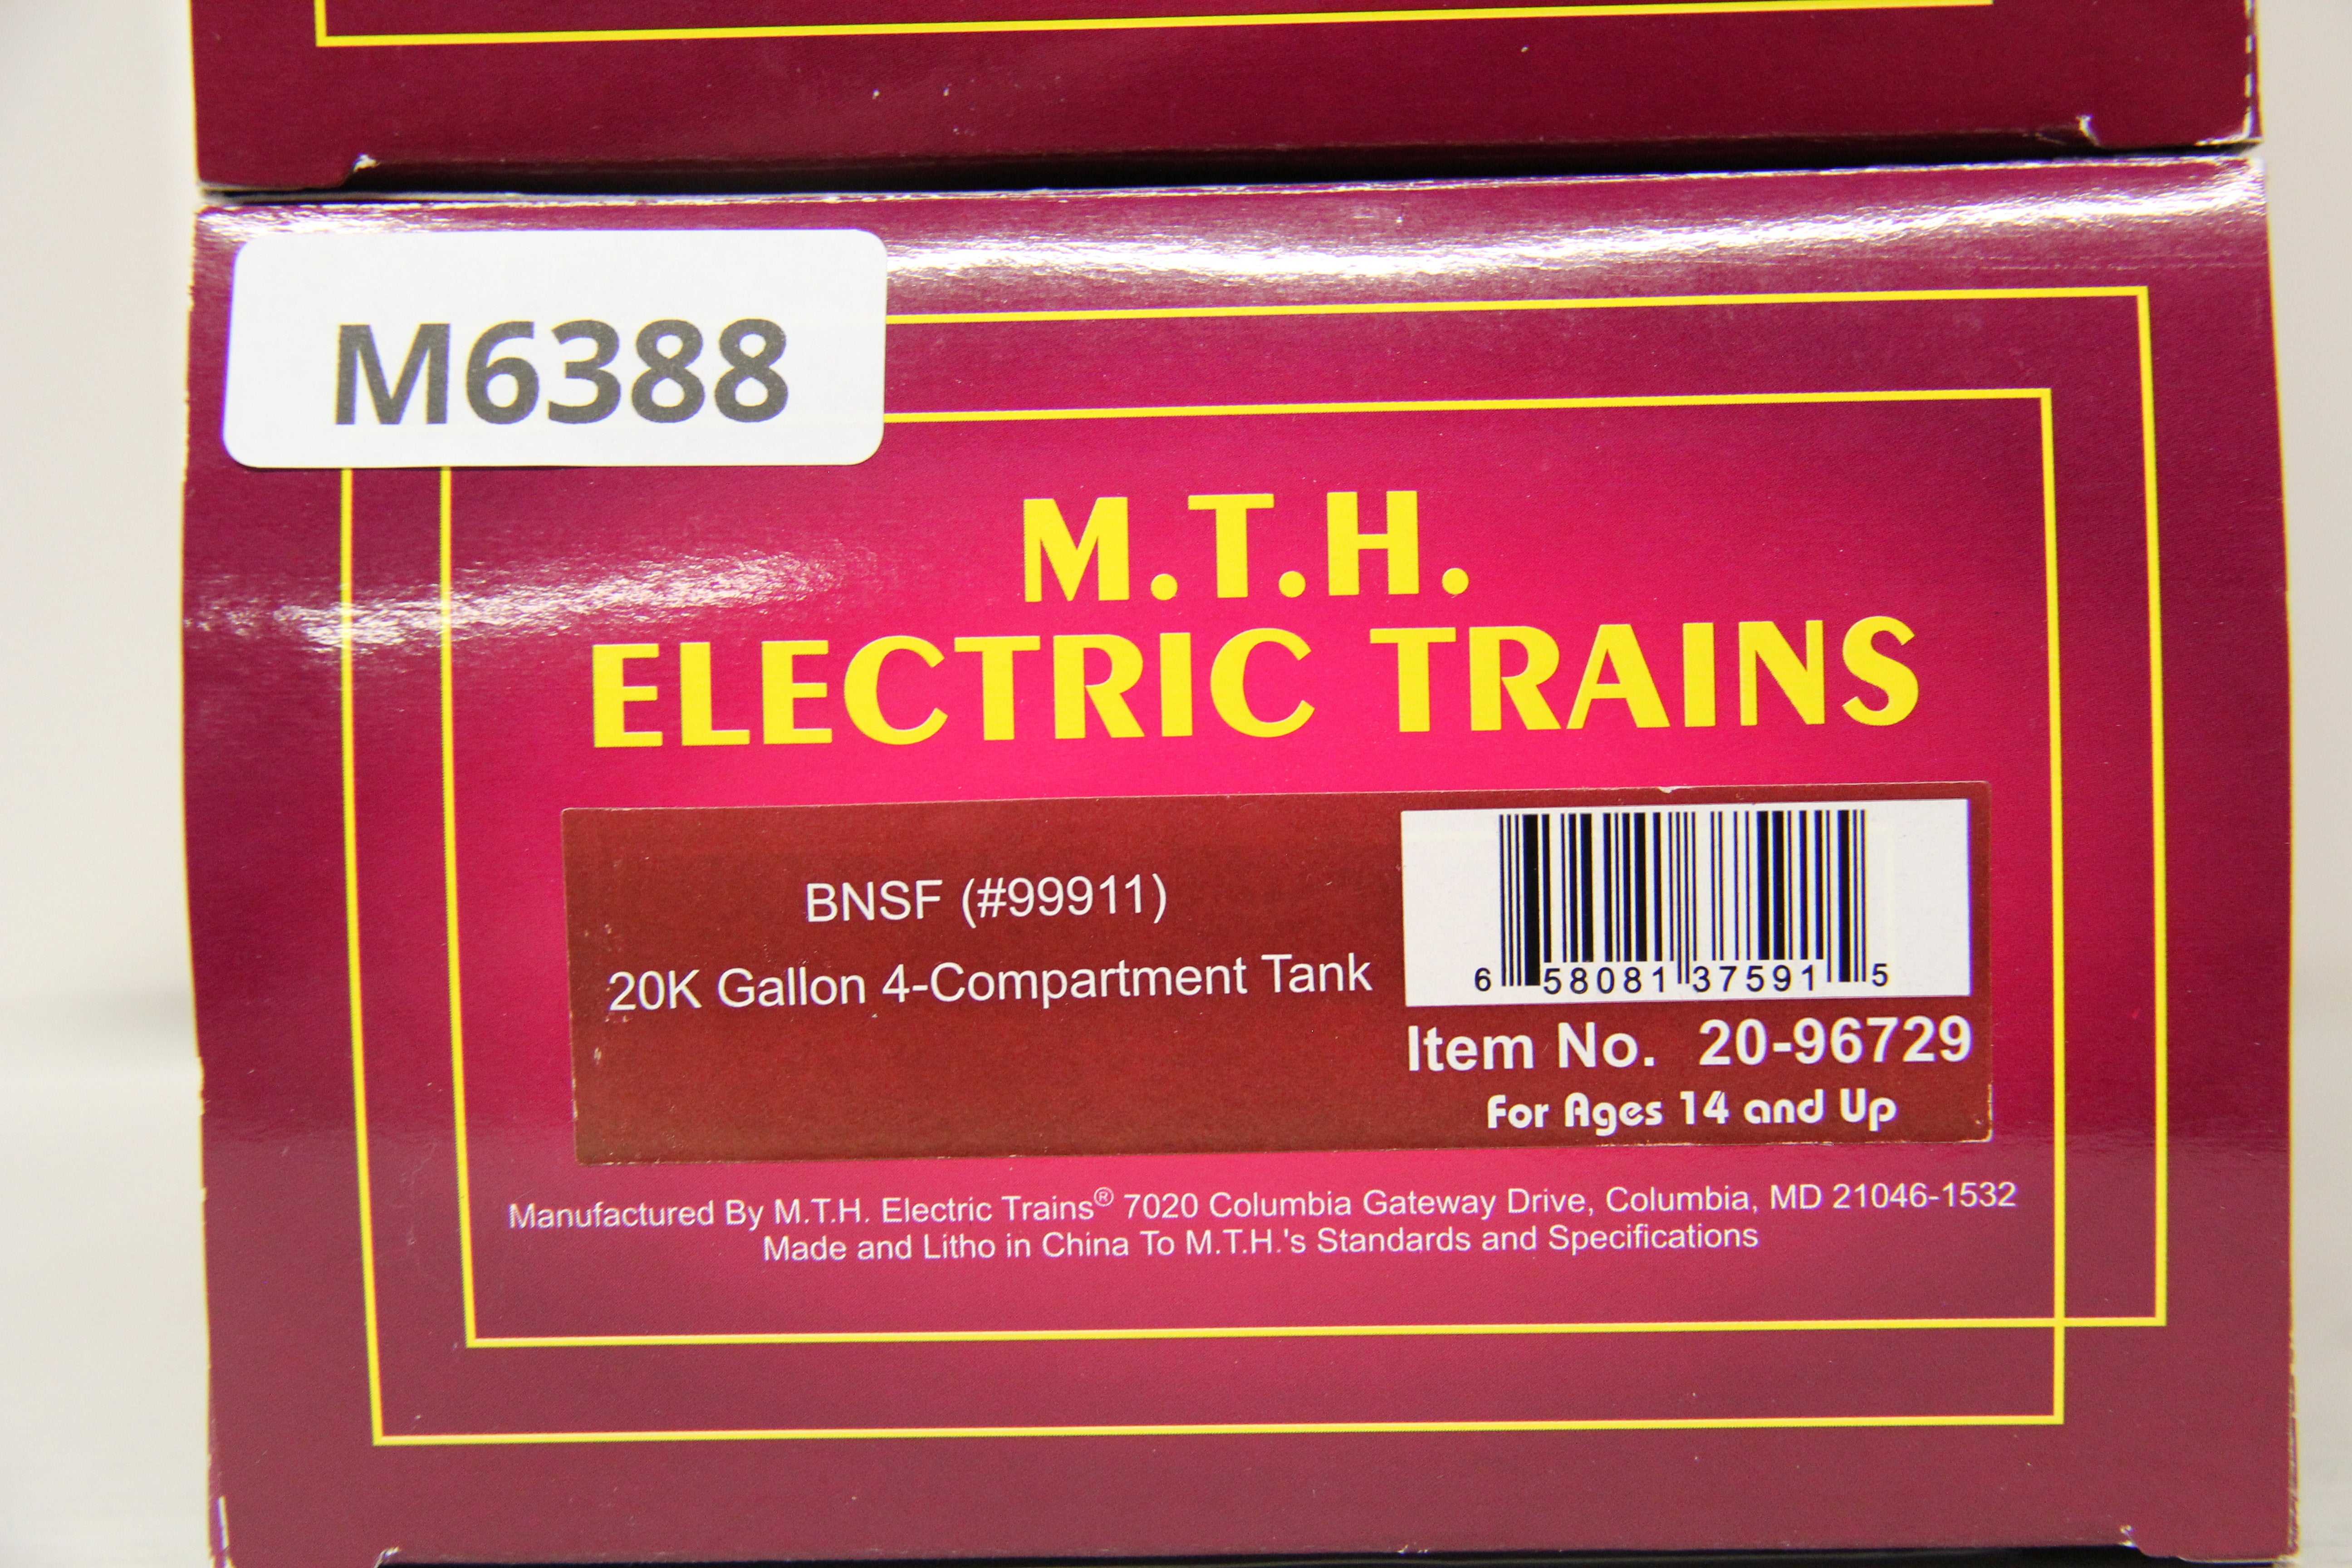 M6388
M.T.H.
ELECTRIC TRAINS
BNSF (#99911)
20K Gallon 4-Compartment Tank
6 58081 37591 5
Item No. 20-96729
For Ages 14 and Up
Manufactured By M.T.H. Electric Trains® 7020 Columbia Gateway Drive, Columbia, MD 21046-1532
Made and Litho in China To M.T.H.'s Standards and Specifications